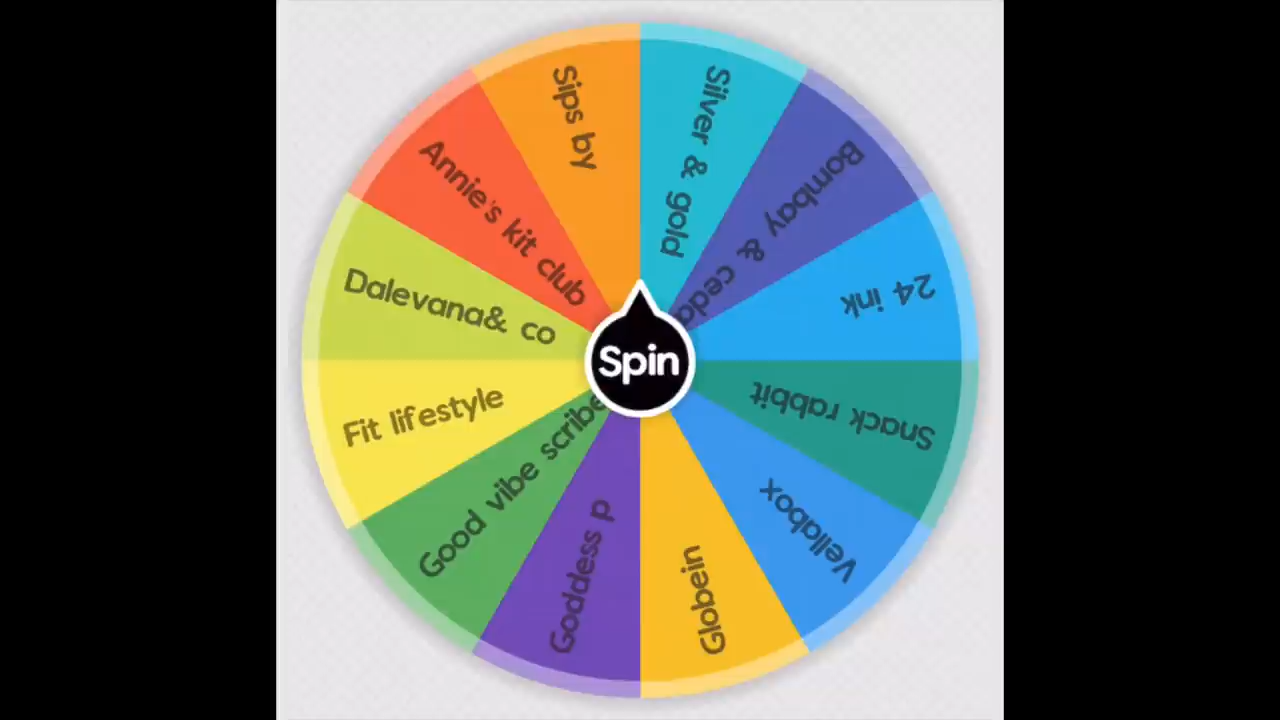 Silver & gold
Bombay & ceda
24 ink
Snack rabbit
Vellabox
Globein
Goddess p
Good vibe scribe
Fit lifestyle
Dalevana& co
Annie's kit club
Sips by
Spin